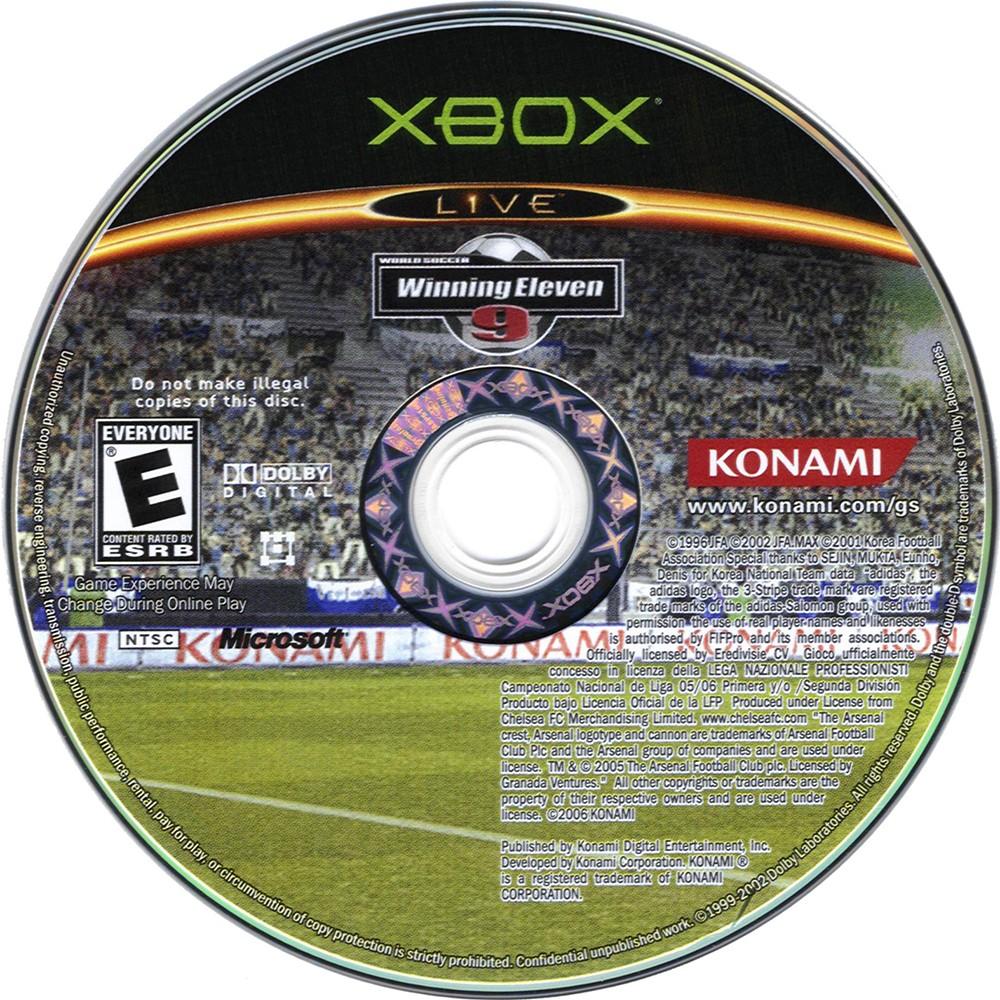 XBOX
LIVE™
WORLD SOCCER
Winning Eleven
9
Do not make illegal
copies of this disc.
EVERYONE
E
CONTENT RATED BY
ESRB
DOLBY
DIGITAL
Game Experience May
Change During Online Play
NTSC
Microsoft
XBOX
KONAMI
www.konami.com/gs
©1996 JFA ©2002 JFA.MAX ©2001 Korea Football
Association Special thanks to SEJIN, MUKTA, Eunho,
Denis for Korea National Team data "adidas", the
adidas logo, the 3-Stripe trade mark are registered
trade marks of the adidas-Salomon group, used with
permission. the use of real player names and likenesses
is authorised by FIFPro and its member associations.
Officially licensed by Eredivisie CV Gioco ufficialmente
concesso in licenza della LEGA NAZIONALE PROFESSIONISTI
Campeonato Nacional de Liga 05/06 Primera y/o /Segunda División
Producto bajo Licencia Oficial de la LFP Produced under License from
Chelsea FC Merchandising Limited. www.chelseafc.com "The Arsenal
crest, Arsenal logotype and cannon are trademarks of Arsenal Football
Club Plc and the Arsenal group of companies and are used under
license. TM & © 2005 The Arsenal Football Club plc. Licensed by
Granada Ventures." All other copyrights or trademarks are the
property of their respective owners and are used under
license. ©2006 KONAMI
Published by Konami Digital Entertainment, Inc.
Developed by Konami Corporation. KONAMI ®
is a registered trademark of KONAMI
CORPORATION.
MI KONAMI KONAMI KONAM
Unauthorized copying, reverse engineering, transmission, public performance, rental, pay for play, or circumvention of copy protection is strictly prohibited. Confidential unpublished work. ©1999-2002 Dolby Laboratories. All rights reserved. Dolby and the double-D symbol are trademarks of Dolby Laboratories.